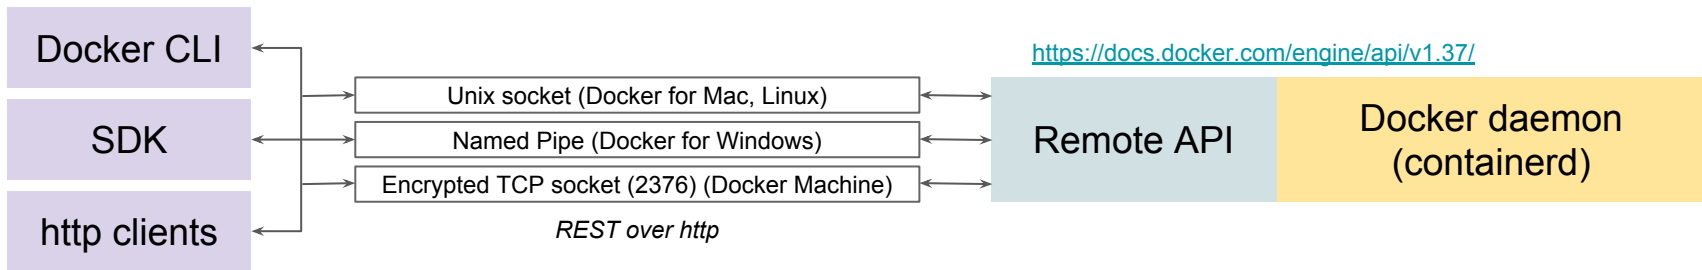 Docker CLI
SDK
http clients
Unix socket (Docker for Mac, Linux)
Named Pipe (Docker for Windows)
Encrypted TCP socket (2376) (Docker Machine)
REST over http
https://docs.docker.com/engine/api/v1.37/
Remote API
Docker daemon
(containerd)